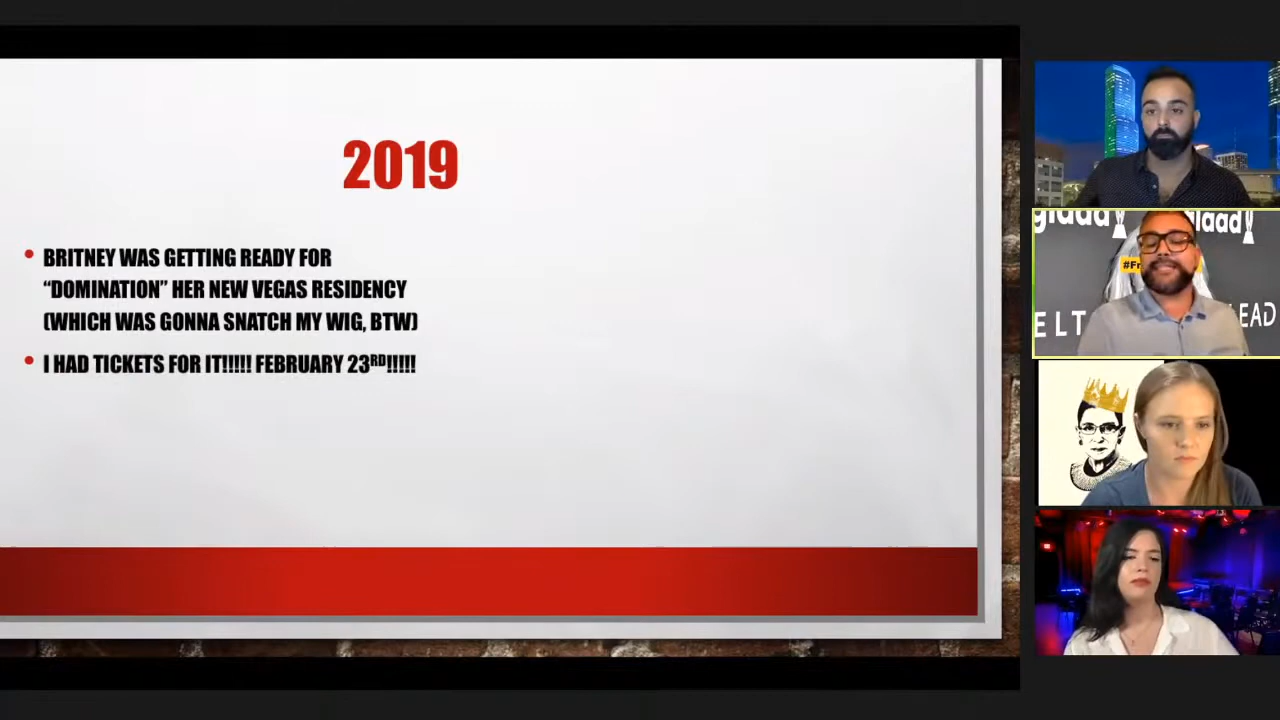 2019
• BRITNEY WAS GETTING READY FOR
“DOMINATION” HER NEW VEGAS RESIDENCY
(WHICH WAS GONNA SNATCH MY WIG, BTW)
• I HAD TICKETS FOR IT!!!!! FEBRUARY 23RD!!!!!
glaad
glaad
#Fr
ELT
LEAD